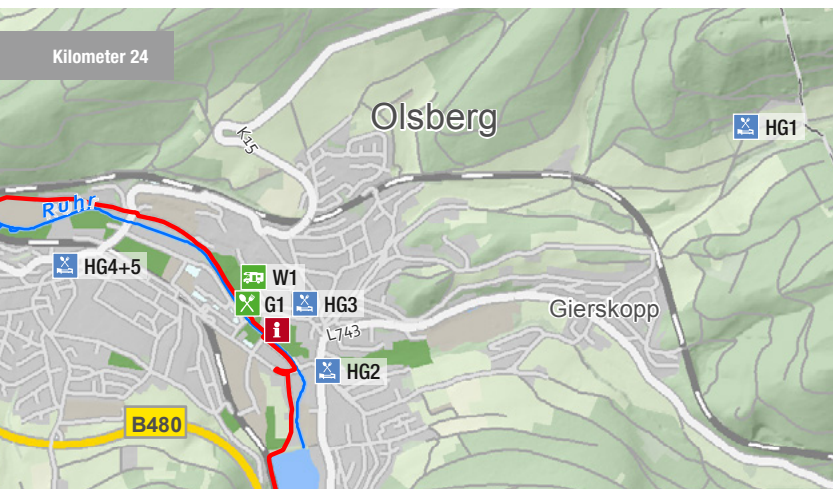 Kilometer 24
Olsberg
K15
HG1
Ruhr
HG4+5
W1
G1
HG3
i
Gierskopp
L743
HG2
B480